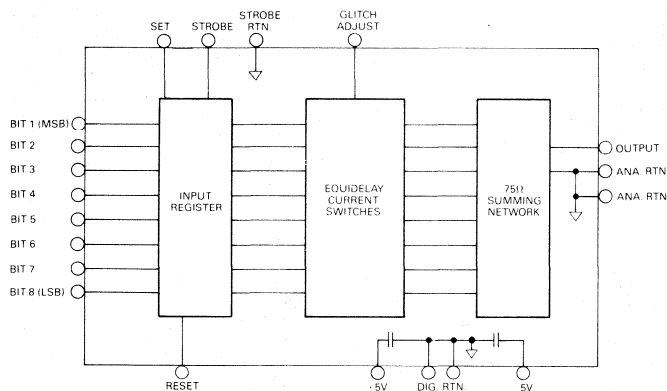 SET
STROBE
STROBE
RTN.
GLITCH
ADJUST
BIT 1 (MSB)
BIT 2
BIT 3
BIT 4
BIT 5
BIT 6
BIT 7
BIT 8 (LSB)
INPUT
REGISTER
EQUIDELAY
CURRENT
SWITCHES
75Ω
SUMMING
NETWORK
OUTPUT
ANA. RTN
ANA. RTN
RESET
·5V
DIG. RTN.
5V